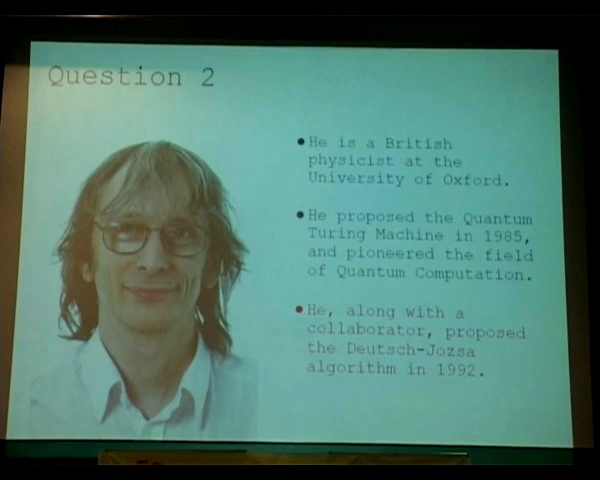 Question 2
He is a British
physicist at the
University of Oxford.
He proposed the Quantum
Turing Machine in 1985,
and pioneered the field
of Quantum Computation.
He, along with a
collaborator, proposed
the Deutsch-Jozsa
algorithm in 1992.